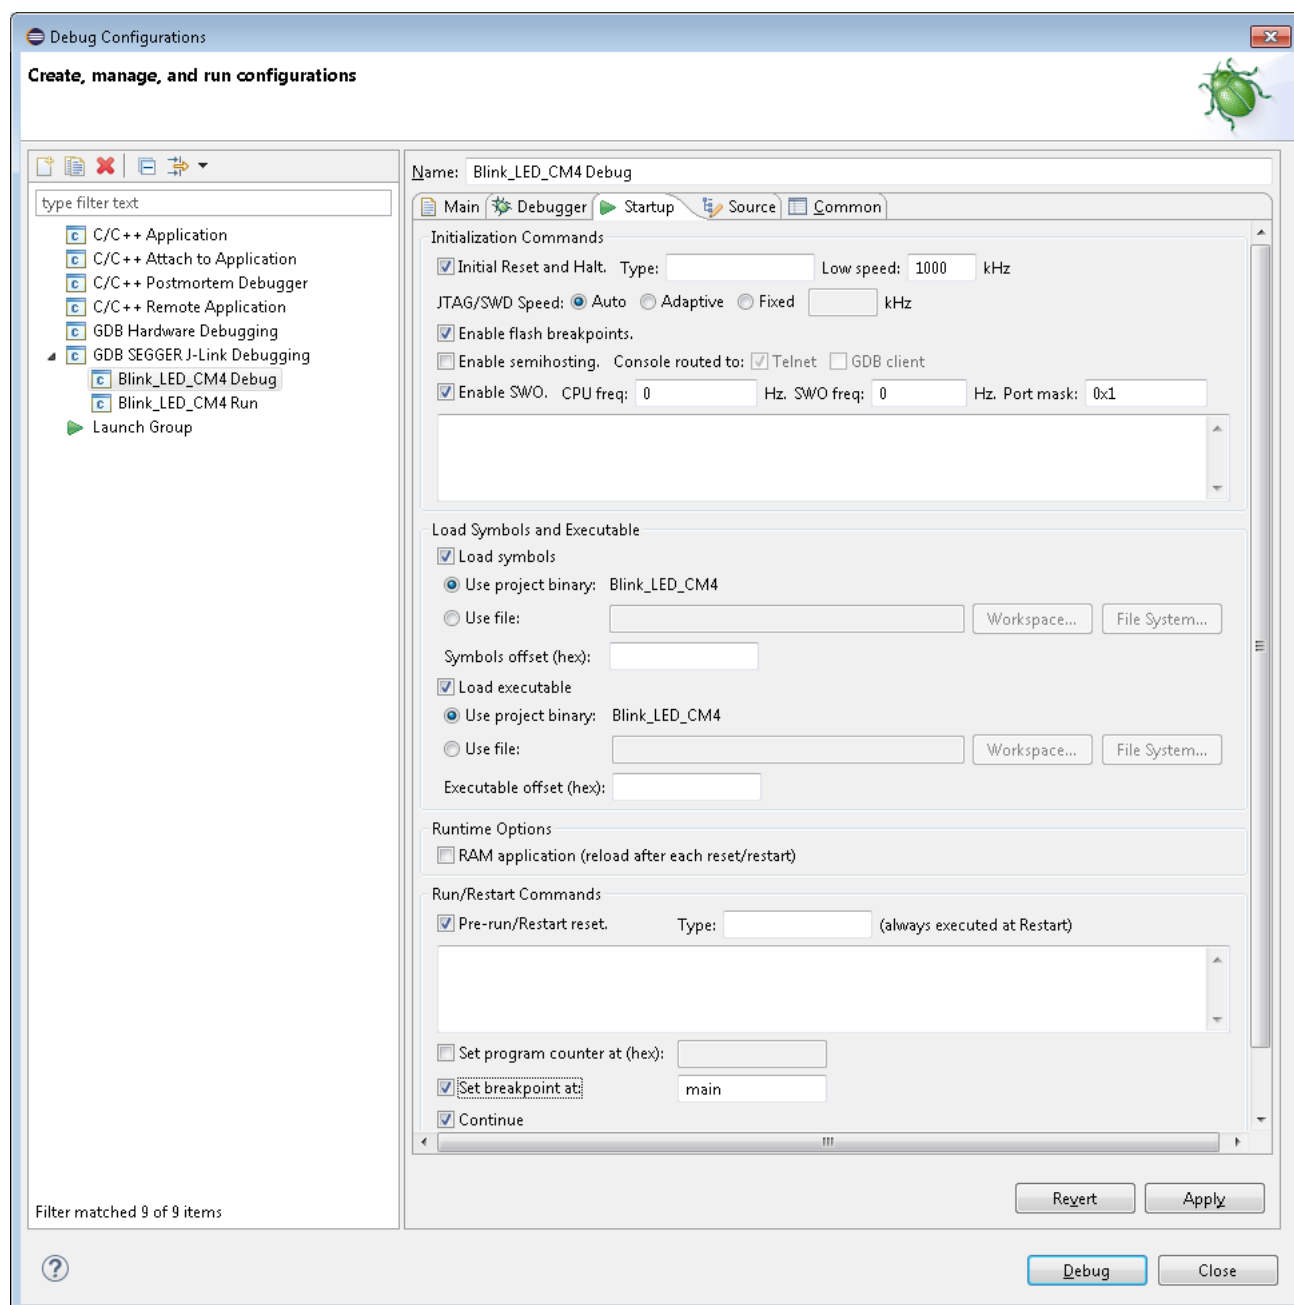 Debug Configurations
Create, manage, and run configurations
type filter text
C/C++ Application
C/C++ Attach to Application
C/C++ Postmortem Debugger
C/C++ Remote Application
GDB Hardware Debugging
GDB SEGGER J-Link Debugging
Blink_LED_CM4 Debug
Blink_LED_CM4 Run
Launch Group
Filter matched 9 of 9 items
Name: Blink_LED_CM4 Debug
Main Debugger Startup Source Common
Initialization Commands
Initial Reset and Halt. Type: Low speed: 1000 kHz
JTAG/SWD Speed: Auto Adaptive Fixed kHz
Enable flash breakpoints.
Enable semihosting. Console routed to: Telnet GDB client
Enable SWO. CPU freq: 0 Hz. SWO freq: 0 Hz. Port mask: 0x1
Load Symbols and Executable
Load symbols
Use project binary: Blink_LED_CM4
Use file: Workspace... File System...
Symbols offset (hex):
Load executable
Use project binary: Blink_LED_CM4
Use file: Workspace... File System...
Executable offset (hex):
Runtime Options
RAM application (reload after each reset/restart)
Run/Restart Commands
Pre-run/Restart reset. Type: (always executed at Restart)
Set program counter at (hex):
Set breakpoint at: main
Continue
Revert Apply
Debug Close